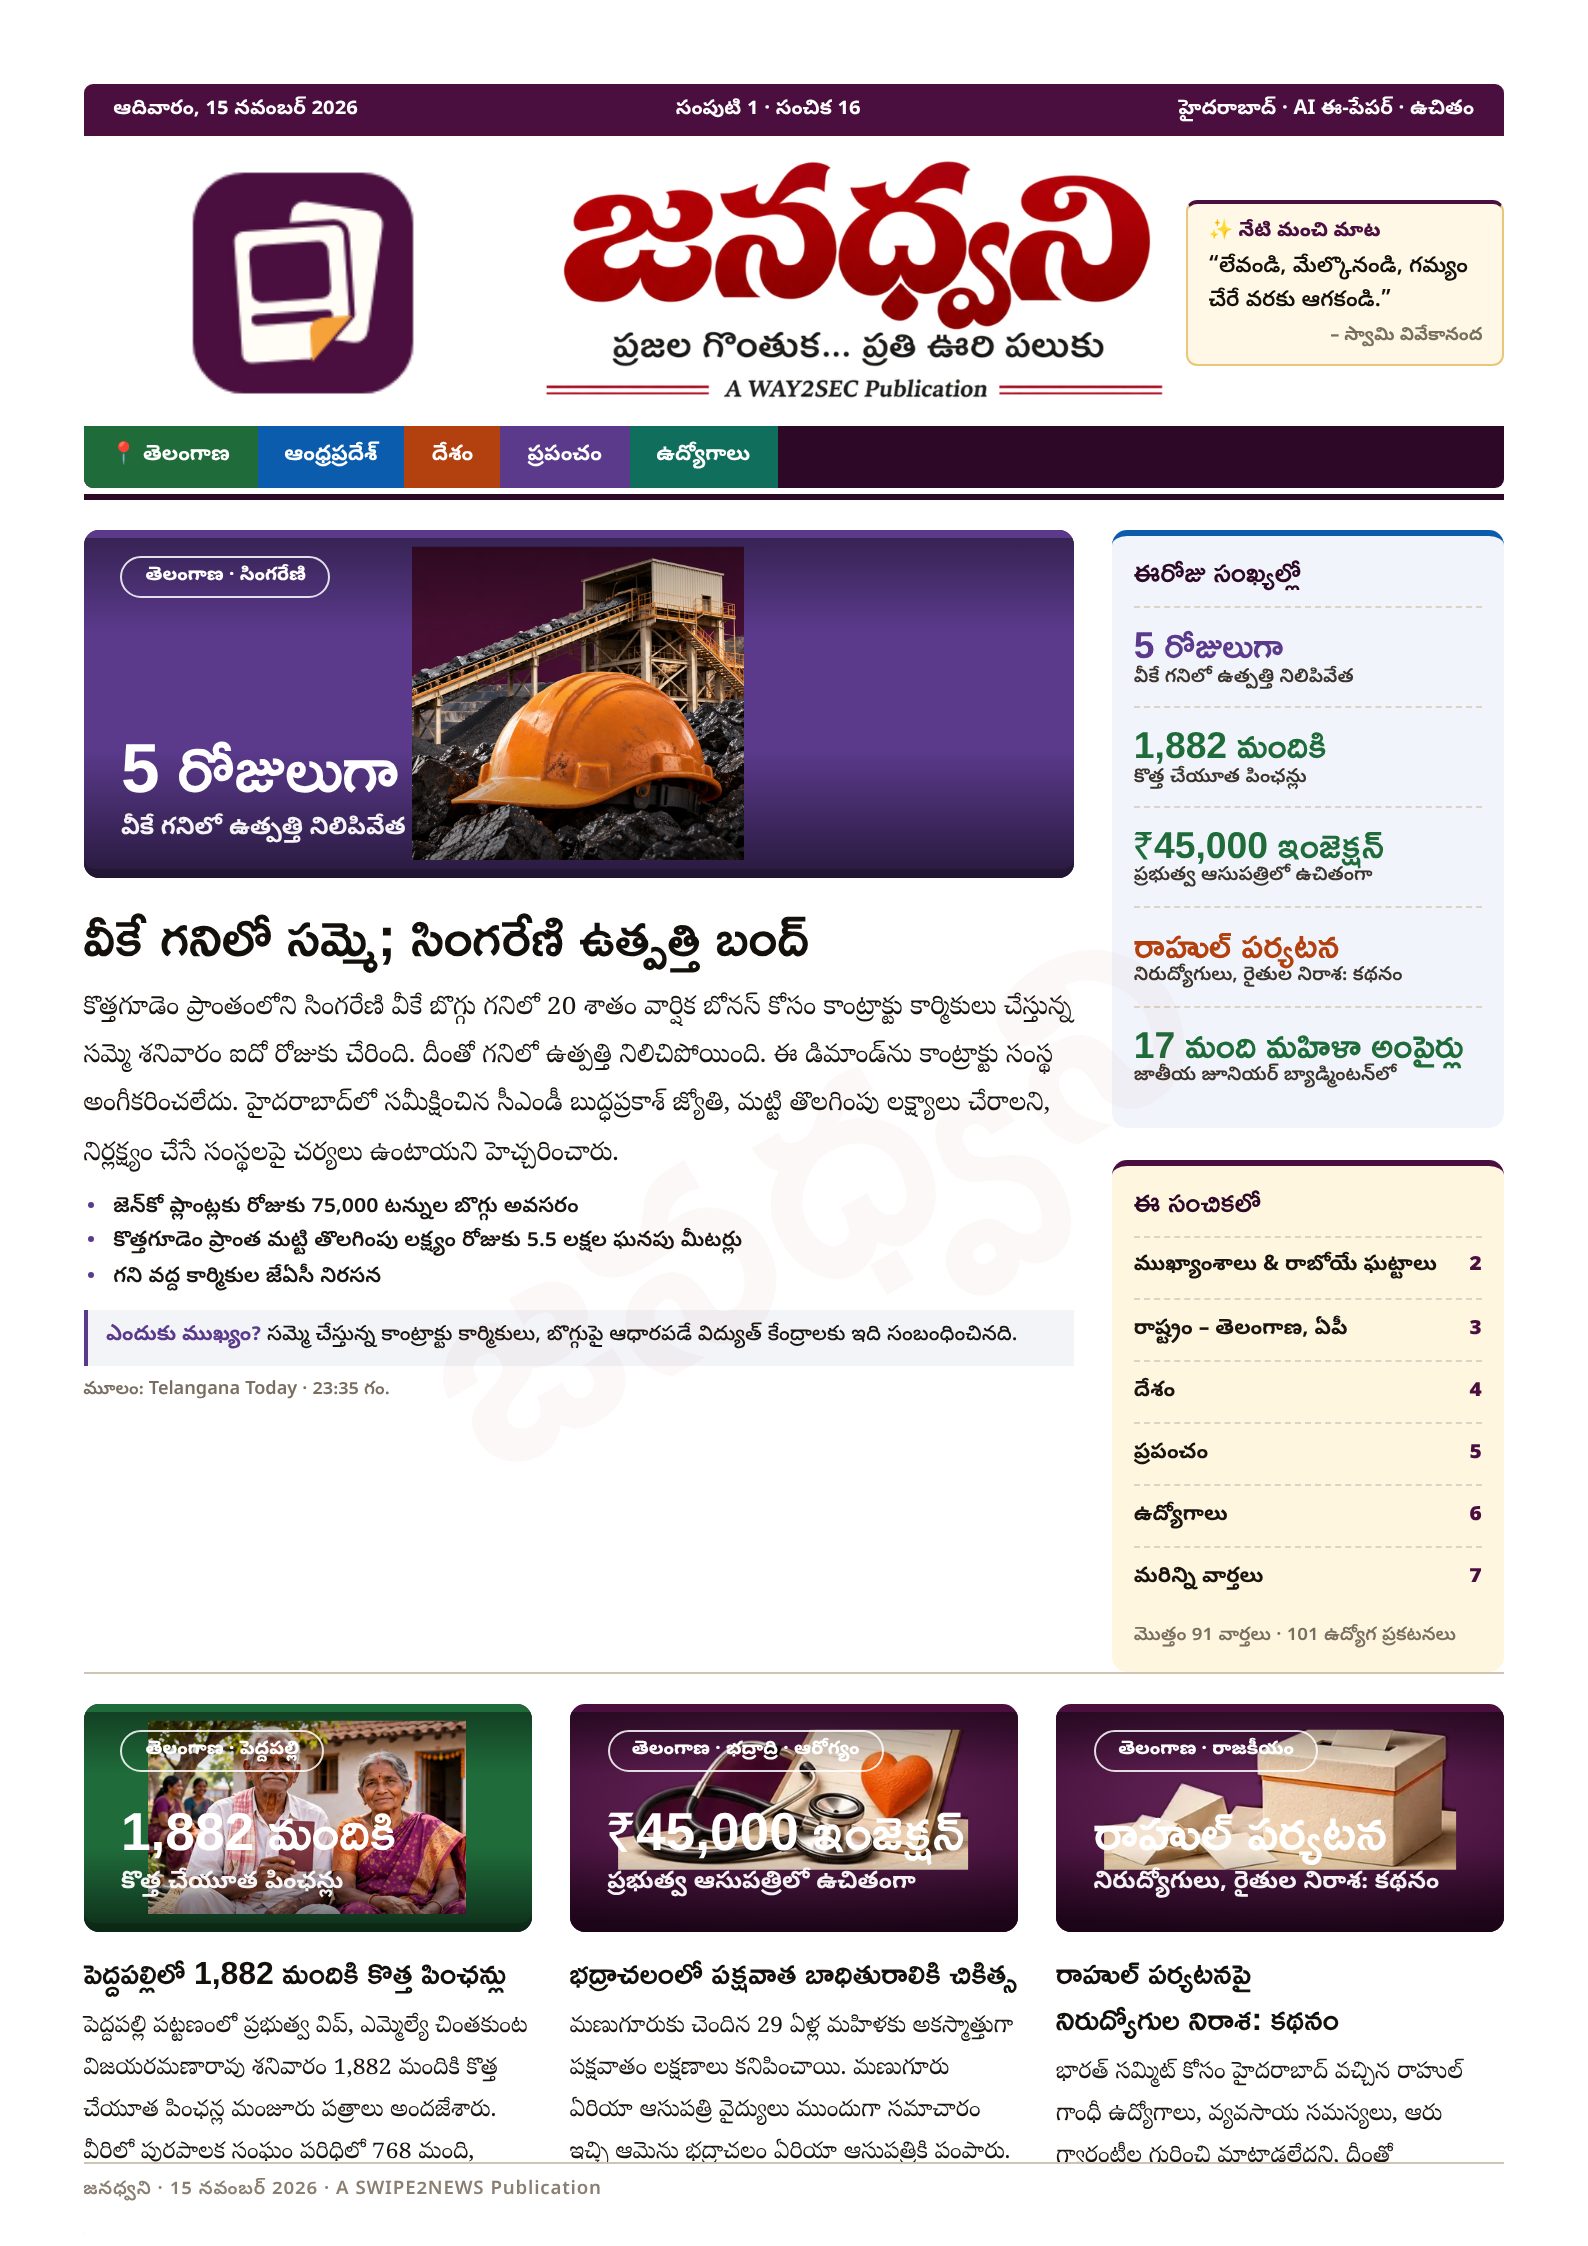 ఆదివారం, 15 నవంబర్ 2026
సంపుటి 1 · సంచిక 16
హైదరాబాద్ · AI ఈ-పేపర్ · ఉచితం
జనధ్వని
ప్రజల గొంతుక... ప్రతి ఊరి పలుకు
A WAY2SEC Publication
✨ నేటి మంచి మాట
“లేవండి, మేల్కొనండి, గమ్యం
చేరే వరకు ఆగకండి.”
– స్వామి వివేకానంద
📍 తెలంగాణ
ఆంధ్రప్రదేశ్
దేశం
ప్రపంచం
ఉద్యోగాలు
తెలంగాణ · సింగరేణి
5 రోజులుగా
వీకే గనిలో ఉత్పత్తి నిలిపివేత
వీకే గనిలో సమ్మె; సింగరేణి ఉత్పత్తి బంద్
కొత్తగూడెం ప్రాంతంలోని సింగరేణి వీకే బొగ్గు గనిలో 20 శాతం వార్షిక బోనస్ కోసం కాంట్రాక్టు కార్మికులు చేస్తున్న
సమ్మె శనివారం ఐదో రోజుకు చేరింది. దీంతో గనిలో ఉత్పత్తి నిలిచిపోయింది. ఈ డిమాండ్‌ను కాంట్రాక్టు సంస్థ
అంగీకరించలేదు. హైదరాబాద్‌లో సమీక్షించిన సీఎండీ బుద్ధప్రకాశ్ జ్యోతి, మట్టి తొలగింపు లక్ష్యాలు చేరాలని,
నిర్లక్ష్యం చేసే సంస్థలపై చర్యలు ఉంటాయని హెచ్చరించారు.
• జెన్‌కో ప్లాంట్లకు రోజుకు 75,000 టన్నుల బొగ్గు అవసరం
• కొత్తగూడెం ప్రాంత మట్టి తొలగింపు లక్ష్యం రోజుకు 5.5 లక్షల ఘనపు మీటర్లు
• గని వద్ద కార్మికుల జేఏసీ నిరసన
ఎందుకు ముఖ్యం? సమ్మె చేస్తున్న కాంట్రాక్టు కార్మికులు, బొగ్గుపై ఆధారపడే విద్యుత్ కేంద్రాలకు ఇది సంబంధించినది.
మూలం: Telangana Today · 23:35 గం.
జనధ్వని
ఈరోజు సంఖ్యల్లో
5 రోజులుగా
వీకే గనిలో ఉత్పత్తి నిలిపివేత
1,882 మందికి
కొత్త చేయూత పింఛన్లు
₹45,000 ఇంజెక్షన్
ప్రభుత్వ ఆసుపత్రిలో ఉచితంగా
రాహుల్ పర్యటన
నిరుద్యోగులు, రైతుల నిరాశ: కథనం
17 మంది మహిళా అంపైర్లు
జాతీయ జూనియర్ బ్యాడ్మింటన్‌లో
ఈ సంచికలో
ముఖ్యాంశాలు & రాబోయే ఘట్టాలు 2
రాష్ట్రం – తెలంగాణ, ఏపీ 3
దేశం 4
ప్రపంచం 5
ఉద్యోగాలు 6
మరిన్ని వార్తలు 7
మొత్తం 91 వార్తలు · 101 ఉద్యోగ ప్రకటనలు
తెలంగాణ · పెద్దపల్లి
1,882 మందికి
కొత్త చేయూత పింఛన్లు
పెద్దపల్లిలో 1,882 మందికి కొత్త పింఛన్లు
పెద్దపల్లి పట్టణంలో ప్రభుత్వ విప్, ఎమ్మెల్యే చింతకుంట
విజయరమణారావు శనివారం 1,882 మందికి కొత్త
చేయూత పింఛన్ల మంజూరు పత్రాలు అందజేశారు.
వీరిలో పురపాలక సంఘం పరిధిలో 768 మంది,
తెలంగాణ · భద్రాద్రి · ఆరోగ్యం
₹45,000 ఇంజెక్షన్
ప్రభుత్వ ఆసుపత్రిలో ఉచితంగా
భద్రాచలంలో పక్షవాత బాధితురాలికి చికిత్స
మణుగూరుకు చెందిన 29 ఏళ్ల మహిళకు అకస్మాత్తుగా
పక్షవాతం లక్షణాలు కనిపించాయి. మణుగూరు
ఏరియా ఆసుపత్రి వైద్యులు ముందుగా సమాచారం
ఇచ్చి ఆమెను భద్రాచలం ఏరియా ఆసుపత్రికి పంపారు.
తెలంగాణ · రాజకీయం
రాహుల్ పర్యటన
నిరుద్యోగులు, రైతుల నిరాశ: కథనం
రాహుల్ పర్యటనపై
నిరుద్యోగుల నిరాశ: కథనం
భారత్ సమ్మిట్ కోసం హైదరాబాద్ వచ్చిన రాహుల్
గాంధీ ఉద్యోగాలు, వ్యవసాయ సమస్యలు, ఆరు
గ్యారంటీల గురించి మాట్లాడలేదని, దీంతో
జనధ్వని · 15 నవంబర్ 2026 · A SWIPE2NEWS Publication